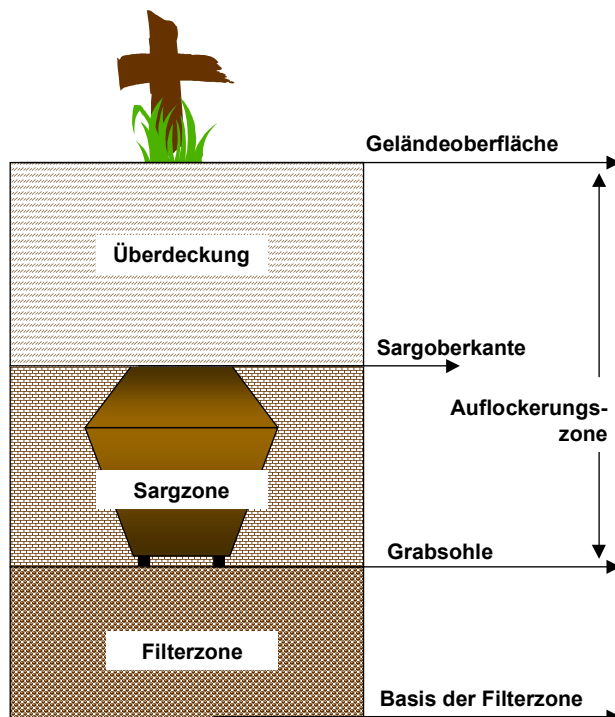 Geländeoberfläche
Überdeckung
Sargoberkante
Auflockerungs-
zone
Sargzone
Grabsohle
Filterzone
Basis der Filterzone